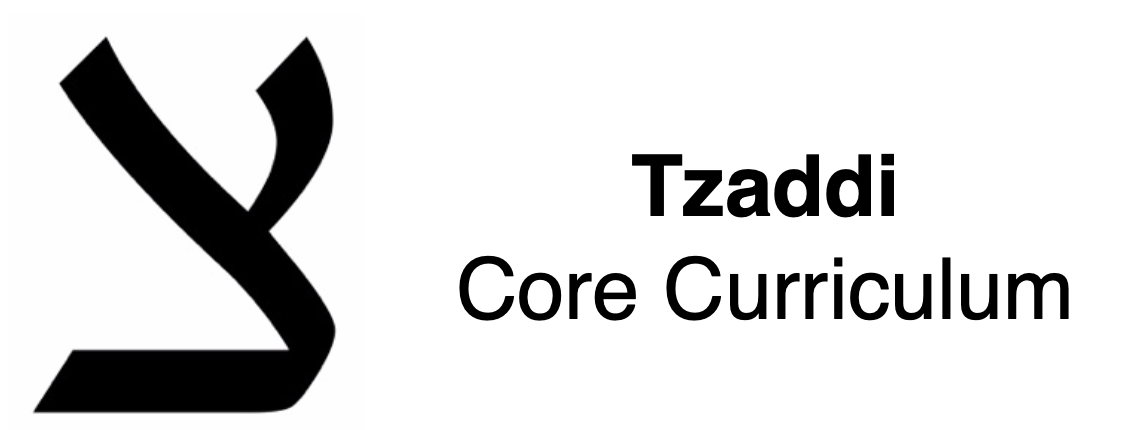 צ
Tzaddi
Core Curriculum